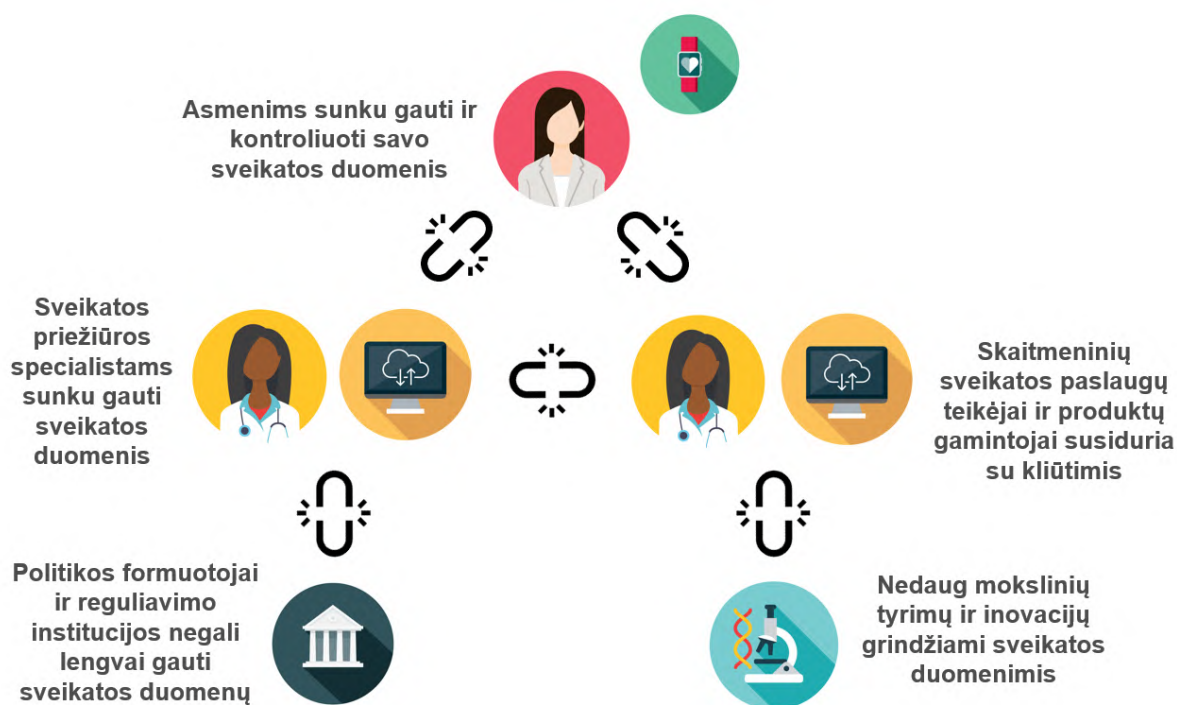 Asmenims sunku gauti ir
kontroliuoti savo
sveikatos duomenis
Sveikatos
priežiūros
specialistams
sunku gauti
sveikatos
duomenis
Skaitmeninių
sveikatos paslaugų
teikėjai ir produktų
gamintojai susiduria
su kliūtimis
Politikos formuotojai
ir reguliavimo
institucijos negali
lengvai gauti
sveikatos duomenų
Nedaug mokslinių
tyrimų ir inovacijų
grindžiami sveikatos
duomenimis